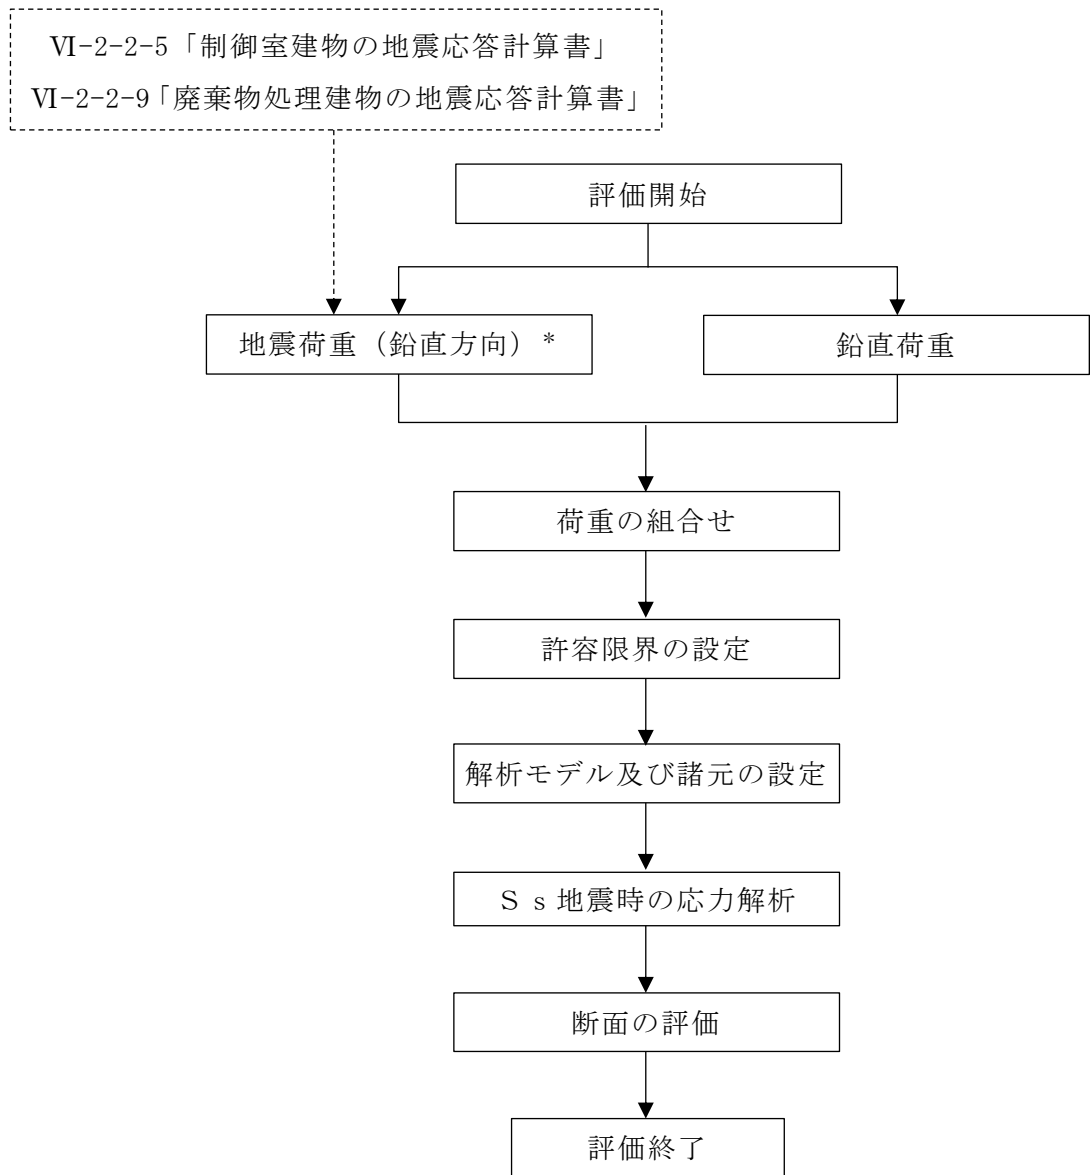 Ⅵ-2-2-5「制御室建物の地震応答計算書」
Ⅵ-2-2-9「廃棄物処理建物の地震応答計算書」
評価開始
地震荷重（鉛直方向）*
鉛直荷重
荷重の組合せ
許容限界の設定
解析モデル及び諸元の設定
Ｓｓ地震時の応力解析
断面の評価
評価終了